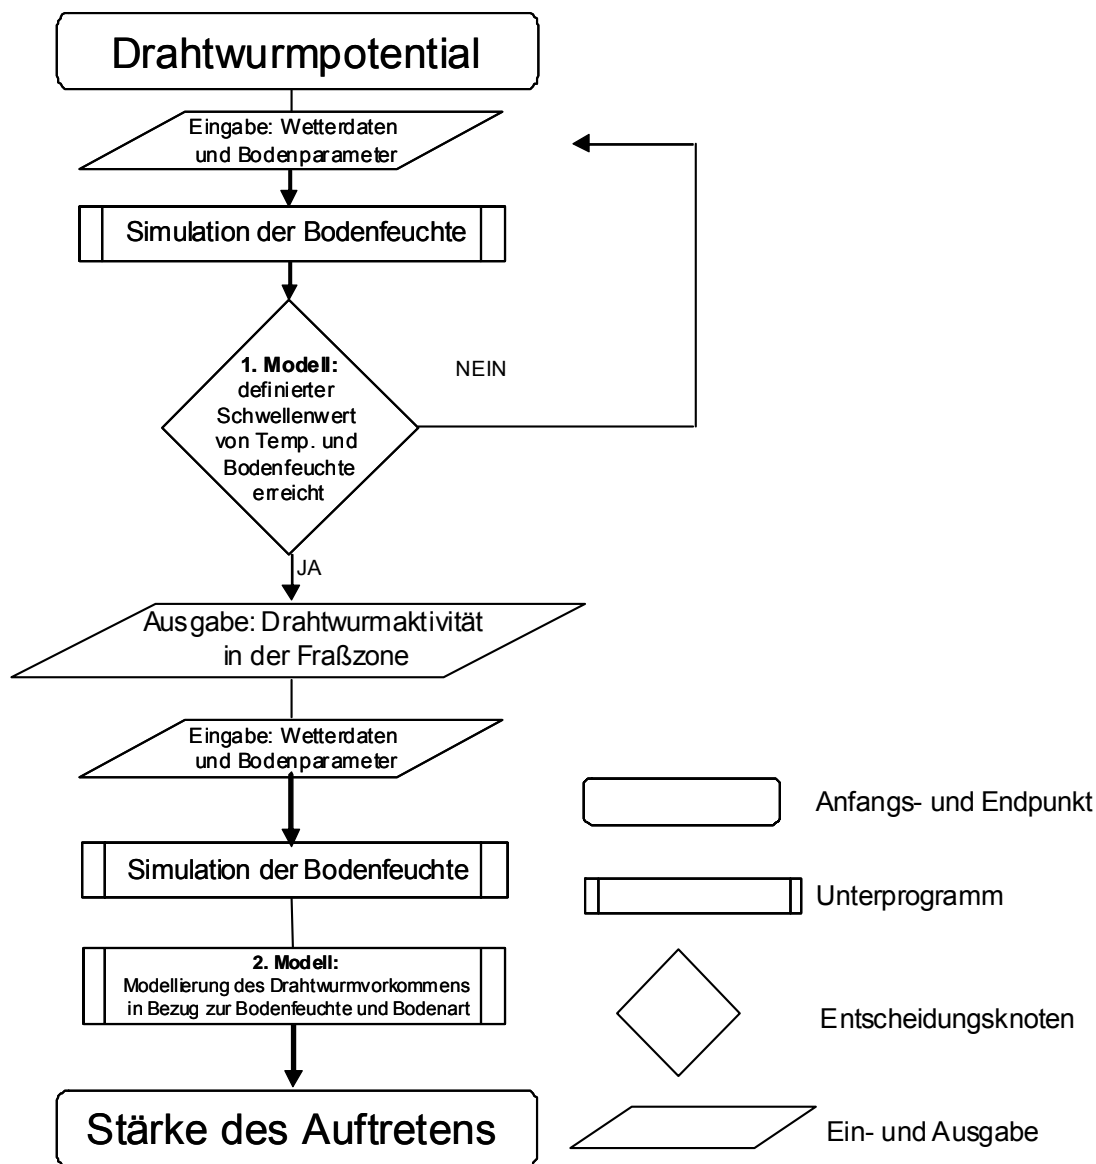 Drahtwurmpotential
Eingabe: Wetterdaten
und Bodenparameter
Simulation der Bodenfeuchte
1. Modell:
definierter
Schwellenwert
von Temp. und
Bodenfeuchte
erreicht
NEIN
JA
Ausgabe: Drahtwurmaktivität
in der Fraßzone
Eingabe: Wetterdaten
und Bodenparameter
Simulation der Bodenfeuchte
2. Modell:
Modellierung des Drahtwurmvorkommens
in Bezug zur Bodenfeuchte und Bodenart
Stärke des Auftretens
Anfangs- und Endpunkt
Unterprogramm
Entscheidungsknoten
Ein- und Ausgabe